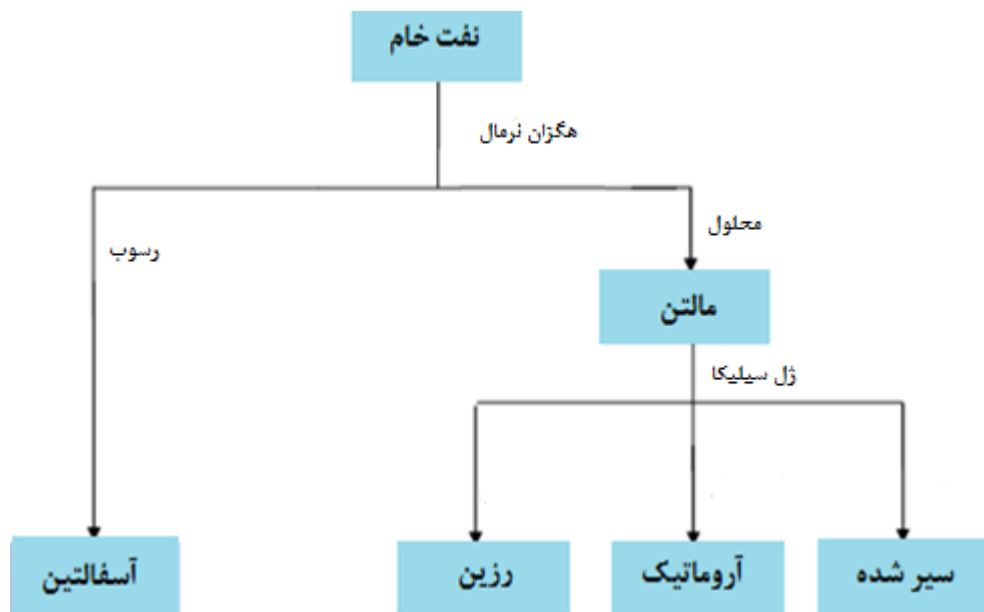 نفت خام
هگزان نرمال
محلول
رسوب
مالتن
ژل سیلیکا
سیر شده
آروماتیک
رزین
آسفالتین